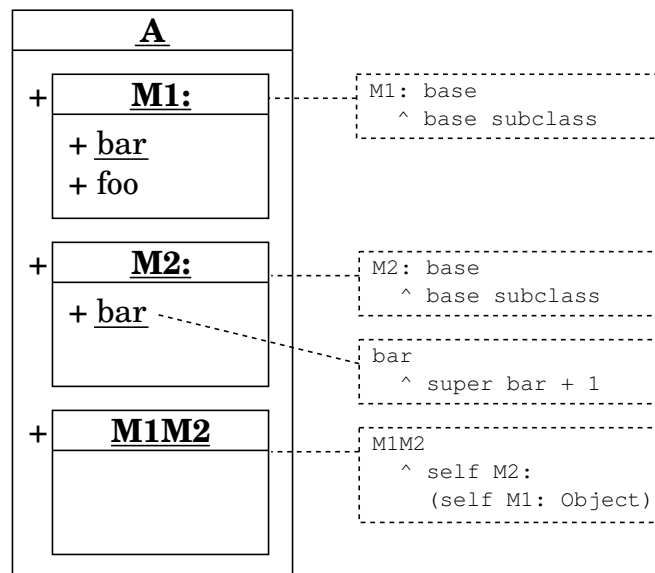 A
+ M1:
+ bar
+ foo
M1: base
^ base subclass
+ M2:
+ bar
M2: base
^ base subclass
bar
^ super bar + 1
+ M1M2
M1M2
^ self M2:
(self M1: Object)